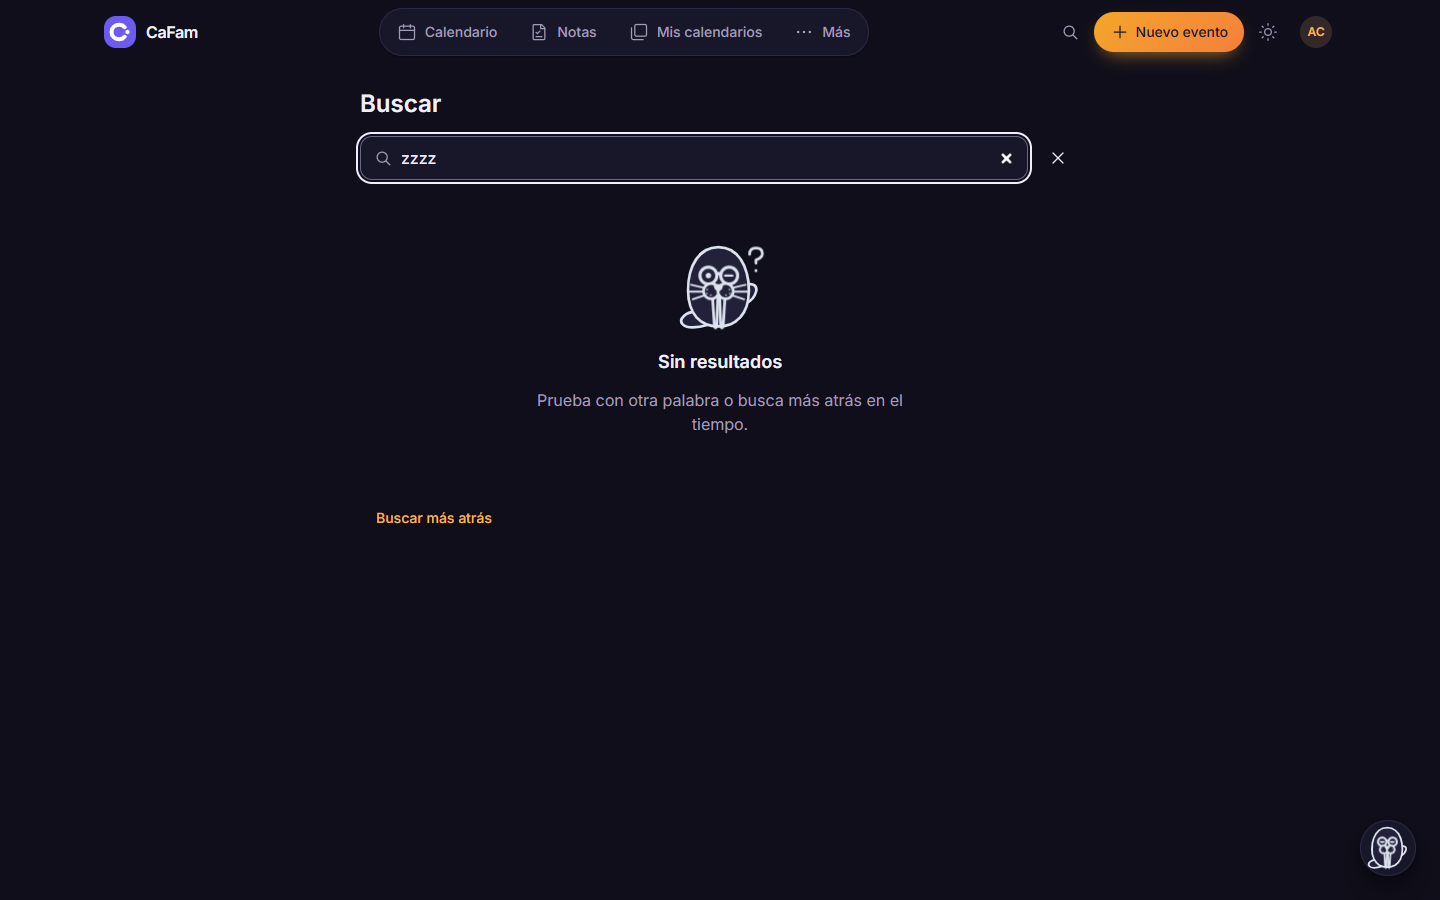 CaFam
Calendario
Notas
Mis calendarios
Más
Nuevo evento
AC
Buscar
zzzz
?
Sin resultados
Prueba con otra palabra o busca más atrás en el
tiempo.
Buscar más atrás